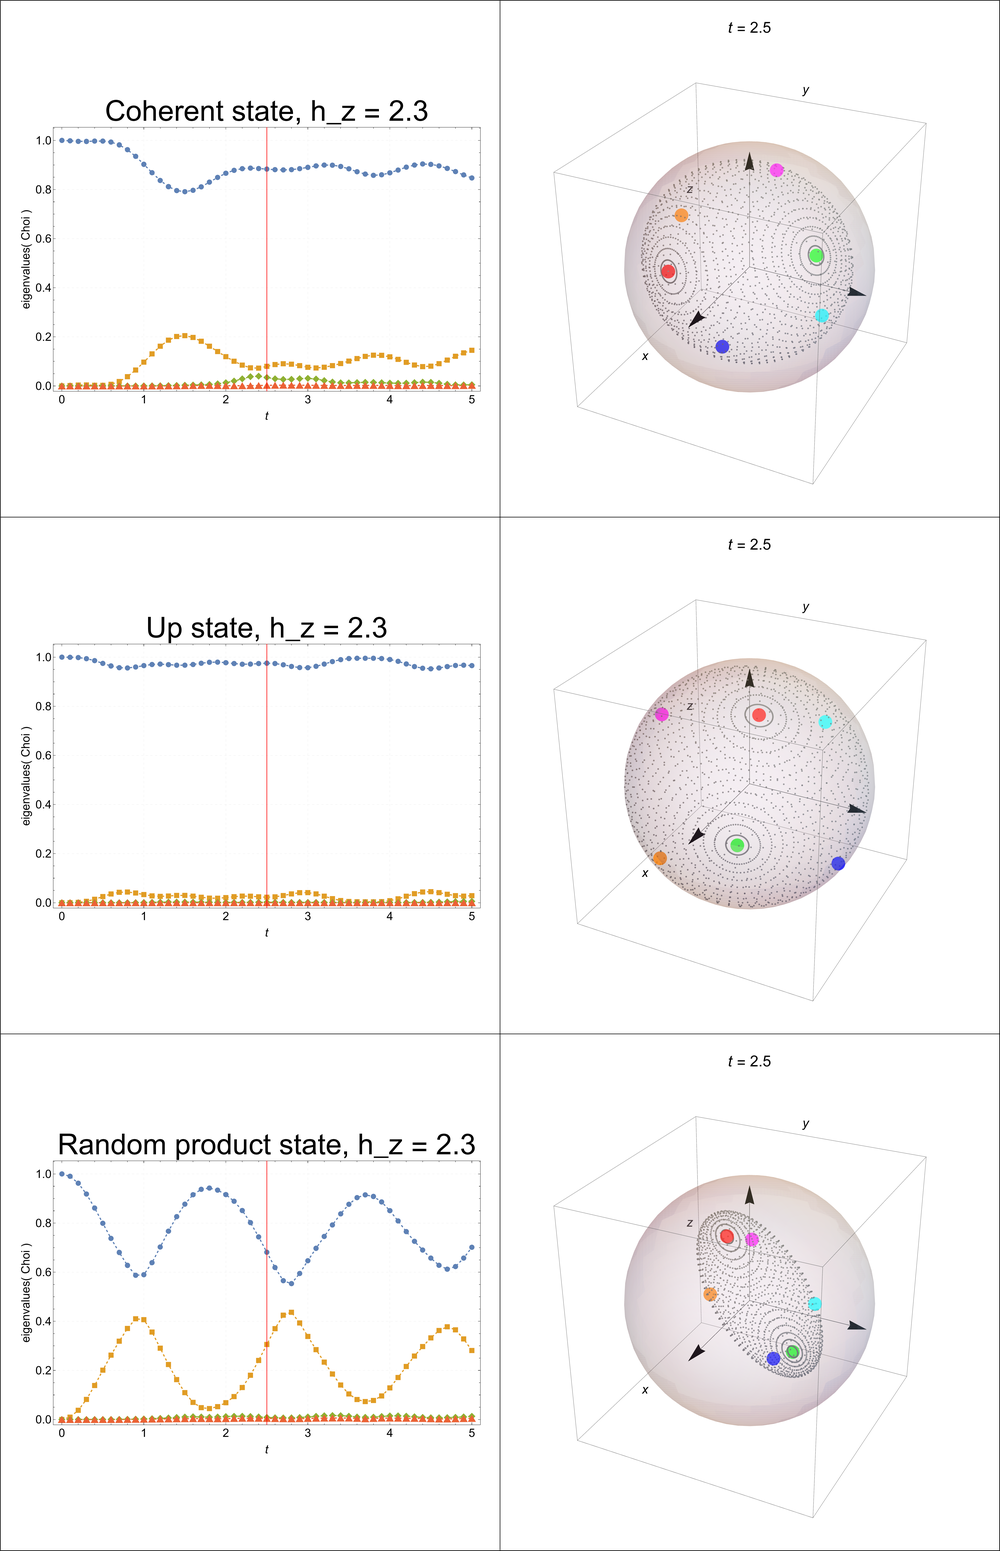 t = 2.5
Coherent state, h_z = 2.3
eigenvalues( Choi )
1.0
0.8
0.6
0.4
0.2
0.0
0 1 2 3 4 5
t
y
z
x
t = 2.5
Up state, h_z = 2.3
eigenvalues( Choi )
1.0
0.8
0.6
0.4
0.2
0.0
0 1 2 3 4 5
t
y
z
x
t = 2.5
Random product state, h_z = 2.3
eigenvalues( Choi )
1.0
0.8
0.6
0.4
0.2
0.0
0 1 2 3 4 5
t
y
z
x